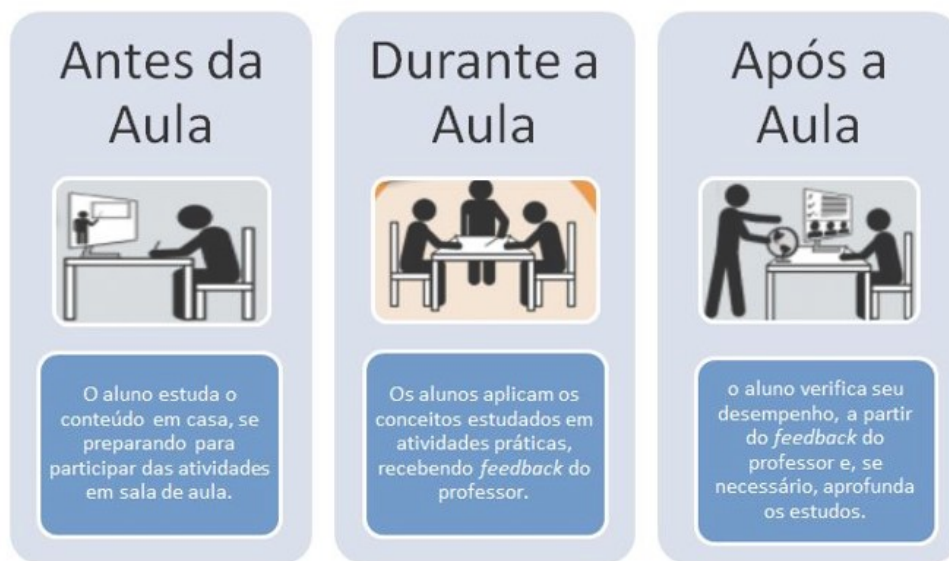 Antes da
Aula
O aluno estuda o
conteúdo em casa, se
preparando para
participar das atividades
em sala de aula.
Durante a
Aula
Os alunos aplicam os
conceitos estudados em
atividades práticas,
recebendo feedback do
professor.
Após a
Aula
o aluno verifica seu
desempenho, a partir
do feedback do
professor e, se
necessário, aprofunda
os estudos.